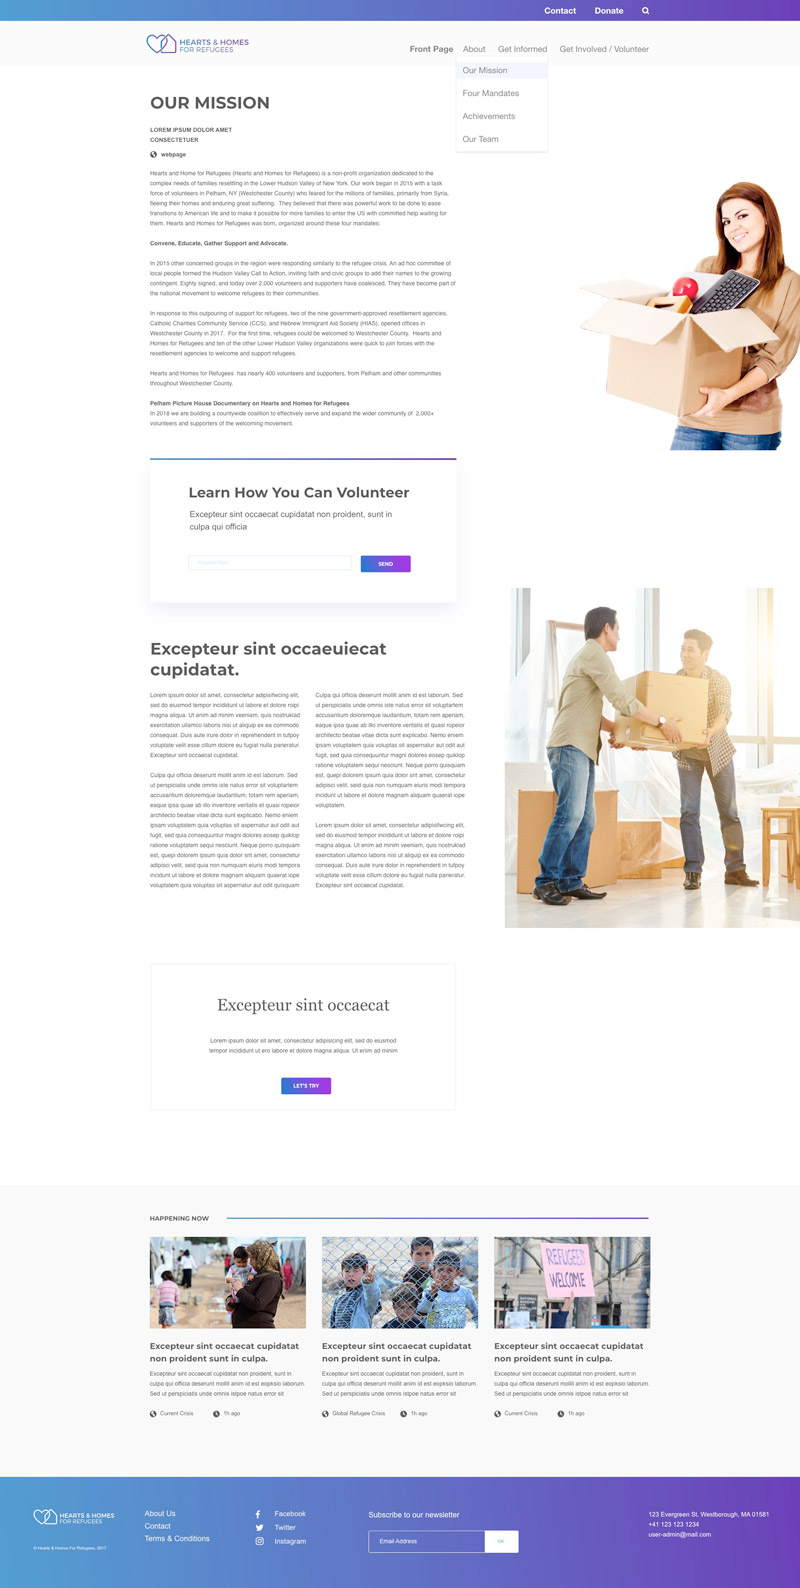 Contact Donate
HEARTS & HOMES
FOR REFUGEES
Front Page About Get Informed Get Involved / Volunteer
Our Mission
Four Mandates
Achievements
Our Team
OUR MISSION
LOREM IPSUM DOLOR AMET
CONSECTETUER
webpage
Hearts and Home for Refugees (Hearts and Homes for Refugees) is a non-profit organization dedicated to the
complex needs of families resettling in the Lower Hudson Valley of New York. Our work began in 2015 with a task
force of volunteers in Pelham, NY (Westchester County) who feared for the millions of families, primarily from Syria,
fleeing their homes and enduring great suffering. They believed that there was powerful work to be done to ease
transitions to American life and to make it possible for more families to enter the US with committed help waiting for
them. Hearts and Homes for Refugees was born, organized around these four mandates:
Convene, Educate, Gather Support and Advocate.
In 2015 other concerned groups in the region were responding similarly to the refugee crisis. An ad hoc committee of
local people formed the Hudson Valley Call to Action, inviting faith and civic groups to add their names to the growing
contingent. Eighty signed, and today over 2,000 volunteers and supporters have coalesced. They have become part of
the national movement to welcome refugees to their communities.
In response to this outpouring of support for refugees, two of the nine government-approved resettlement agencies,
Catholic Charities Community Service (CCS), and Hebrew Immigrant Aid Society (HIAS), opened offices in
Westchester County in 2017. For the first time, refugees could be welcomed to Westchester County. Hearts and
Homes for Refugees and ten of the other Lower Hudson Valley organizations were quick to join forces with the
resettlement agencies to welcome and support refugees.
Hearts and Homes for Refugees has nearly 400 volunteers and supporters, from Pelham and other communities
throughout Westchester County.
Pelham Picture House Documentary on Hearts and Homes for Refugees
In 2018 we are building a countywide coalition to effectively serve and expand the wider community of 2,000+
volunteers and supporters of the welcoming movement.
Learn How You Can Volunteer
Excepteur sint occaecat cupidatat non proident, sunt in
culpa qui officia
SEND
Excepteur sint occaeuiecat
cupidatat.
Lorem ipsum dolor sit amet, consectetur adipisifwcing elit,
sed do eiusmod tempor incididunt ut labore et dolore roipi
magna aliqua. Ut enim ad minim veniam, quis nostruklad
exercitation ullamco laboris nisi ut aliquip ex ea commodo
consequat. Duis aute irure dolor in reprehenderit in tufpoy
voluptate velit esse cillum dolore eu fugiat nulla parieratur.
Excepteur sint occaecat cupidatat.
Culpa qui officia deserunt mollit anim id est laborum. Sed
ut perspiciatis unde omnis iste natus error sit voluptatem
accusantium doloremque laudantium, totam rem aperiam,
eaque ipsa quae ab illo inventore veritatis et quasi ropeior
architecto beatae vitaest dicta sunt explicabo. Nemo eniem
ipsam voluptatem quia voluptas sit aspernatur aut odit aut
fugit, sed quia consequuntur magni dolores eosep quiklop
ratione voluptatem sequi nesciunt. Neque porro quisquam
est, quepi dolorem ipsum quia dolor sint amet, consectetur
adipisci velit, sed quia non numquam eiuris modi tempora
incidunt ut labore et dolore magnam aliquam quaerat iope
voluptatem quia voluptas sit aspernatur aut odit quisquam
Culpa qui officia deserunt mollit anim id est laborum. Sed
ut perspiciatis unde omnis iste natus error sit voluptatem
accusantium doloremque laudantium, totam rem aperiam,
eaque ipsa quae ab illo inventore veritatis et quasi ropeior
architecto beatae vitaest dicta sunt explicabo. Nemo eniem
ipsam voluptatem quia voluptas sit aspernatur aut odit aut
fugit, sed quia consequuntur magni dolores eosep quiklop
ratione voluptatem sequi nesciunt. Neque porro quisquam
est, quepi dolorem ipsum quia dolor sint amet, consectetur
adipisci velit, sed quia non numquam eiuris modi tempora
incidunt ut labore et dolore magnam aliquam quaerat iope
voluptatem.
Lorem ipsum dolor sit amet, consectetur adipisifwcing elit,
sed do eiusmod tempor incididunt ut labore et dolore roipi
magna aliqua. Ut enim ad minim veeniam, quis nostruklad
exercitation ullamco laboris nisi ut aliquip ex ea commodo
consequat. Duis aute irure dolor in reprehenderit in tufpoy
voluptate velit esse cillum dolore eu fugiat nulla parieratur.
Excepteur sint occaecat cupidatat.
Excepteur sint occaecat
Lorem ipsum dolor sit amet, consectetur adipisicing elit, sed do eiusmod
tempor incididunt ut ero labore et dolore magna aliqua. Ut enim ad minim
LET'S TRY
HAPPENING NOW
REFUGEES
WELCOME
Excepteur sint occaecat cupidatat
non proident sunt in culpa.
Excepteur sint occaecat cupidatat non proident, sunt in
culpa qui officia deserunt mollit anim id est eopksio laborum.
Sed ut perspiciatis unde omnis istpoe natus error sit
Current Crisis 1h ago
Excepteur sint occaecat cupidatat
non proident sunt in culpa.
Excepteur sint occaecat cupidatat non proident, sunt in
culpa qui officia deserunt mollit anim id est eopksio laborum.
Sed ut perspiciatis unde omnis istpoe natus error sit
Global Refugee Crisis 1h ago
Excepteur sint occaecat cupidatat
non proident sunt in culpa.
Excepteur sint occaecat cupidatat non proident, sunt in
culpa qui officia deserunt mollit anim id est eopksio laborum.
Sed ut perspiciatis unde omnis istpoe natus error sit
Current Crisis 1h ago
HEARTS & HOMES
FOR REFUGEES
© Hearts & Homes For Refugees, 2017
About Us
Contact
Terms & Conditions
Facebook
Twitter
Instagram
Subscribe to our newsletter
Email Address OK
123 Evergreen St. Westborough, MA 01581
+41 123 123 1234
user-admin@mail.com